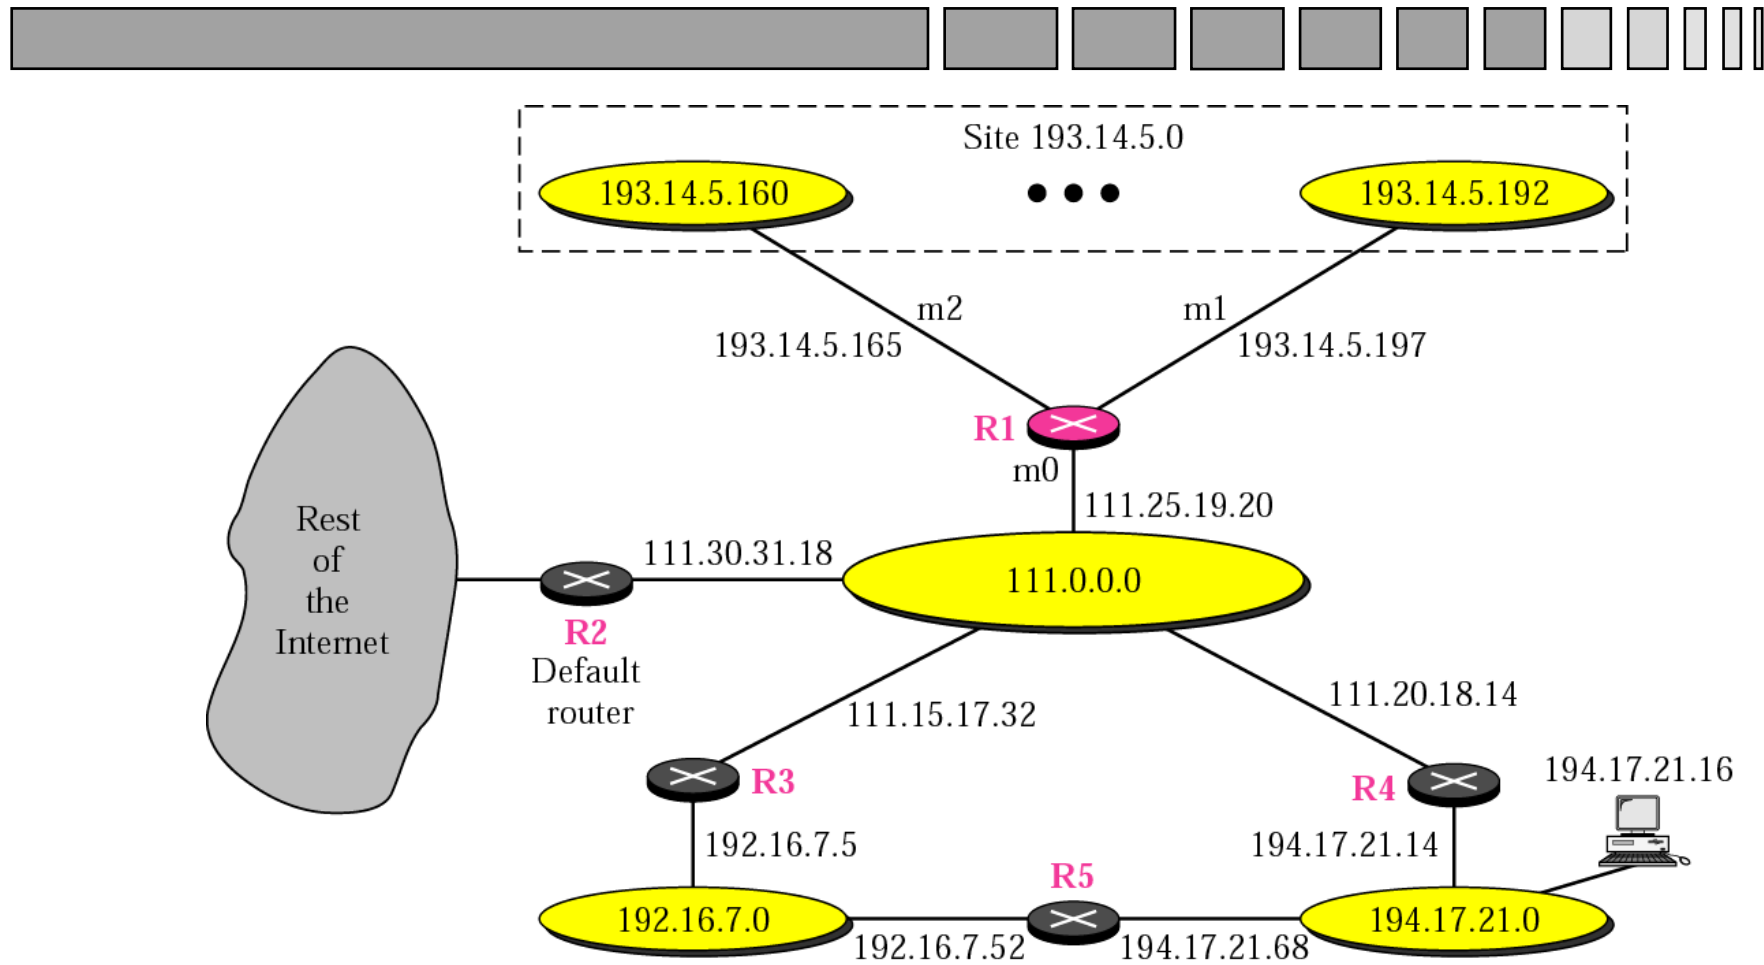 Site 193.14.5.0
193.14.5.160
193.14.5.192
m2
m1
193.14.5.165
193.14.5.197
R1
m0
111.25.19.20
Rest
of
the
Internet
111.30.31.18
111.0.0.0
R2
Default
router
111.15.17.32
111.20.18.14
R3
R4
194.17.21.16
192.16.7.5
194.17.21.14
R5
192.16.7.0
194.17.21.0
192.16.7.52
194.17.21.68